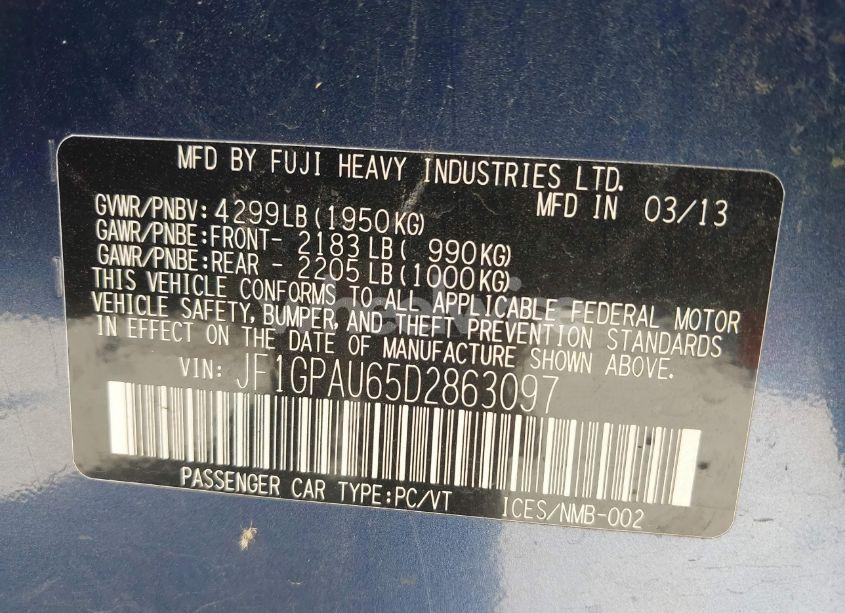 MFD BY FUJI HEAVY INDUSTRIES LTD.
MFD IN 03/13
GVWR/PNBV: 4299LB(1950KG)
GAWR/PNBE:FRONT- 2183 LB( 990KG)
GAWR/PNBE:REAR - 2205 LB(1000KG)
THIS VEHICLE CONFORMS TO ALL APPLICABLE FEDERAL MOTOR
VEHICLE SAFETY, BUMPER, AND THEFT PREVENTION STANDARDS
IN EFFECT ON THE DATE OF MANUFACTURE SHOWN ABOVE.
VIN: JF1GPAU65D2863097
PASSENGER CAR TYPE:PC/VT ICES/NMB-002